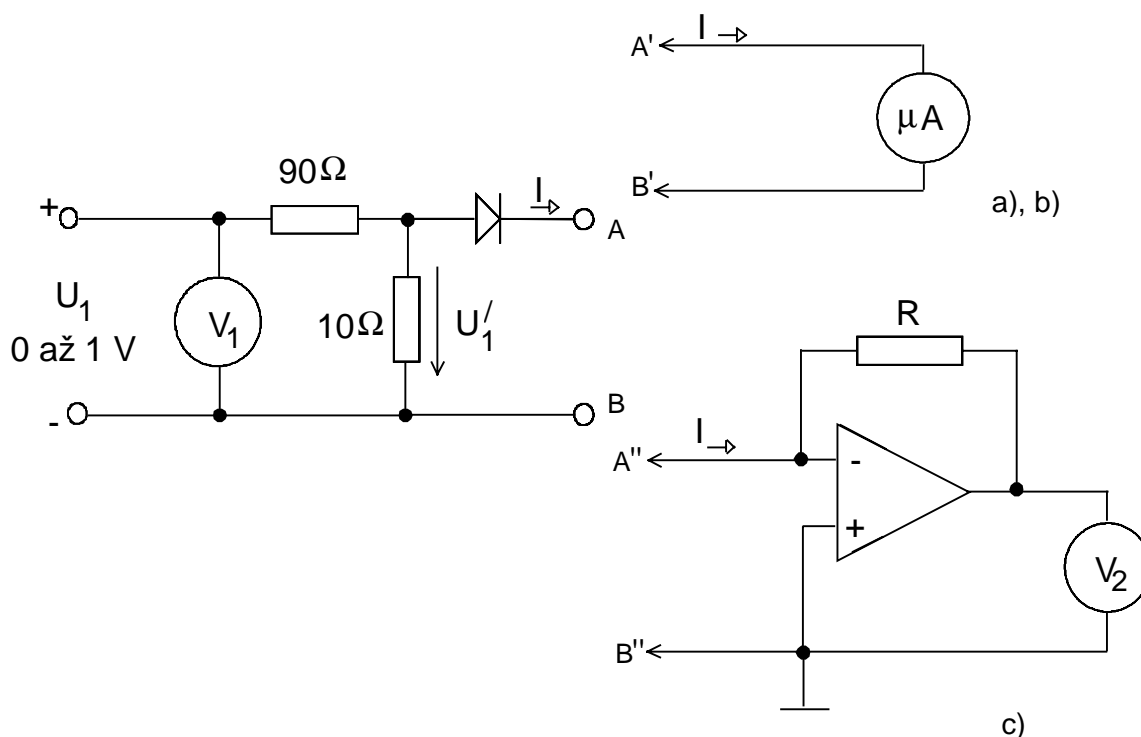 I
A'
μA
B'
a), b)
90Ω
I
+
A
U₁
0 až 1 V
V₁
10Ω
U₁′
-
B
R
I
A''
-
+
V₂
B''
c)